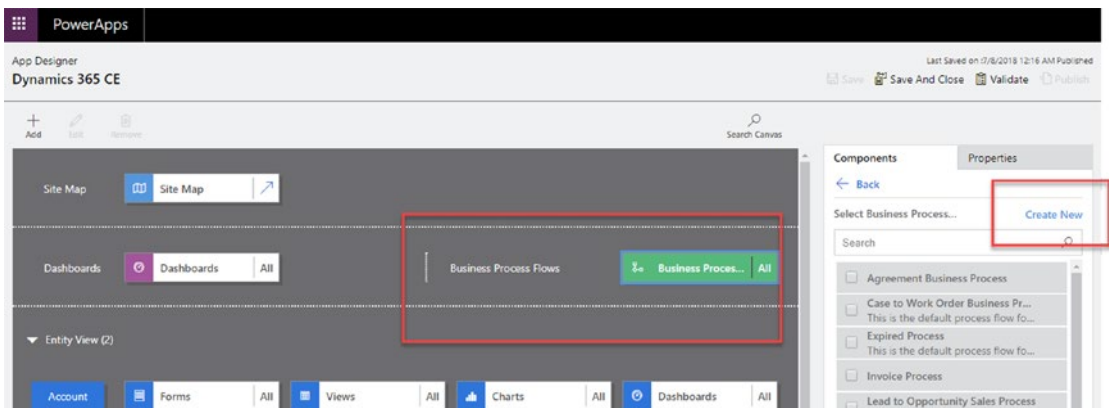 PowerApps
App Designer
Dynamics 365 CE
Last Saved on :7/8/2018 12:16 AM Published
Save
Save And Close
Validate
Publish
Add
Edit
Remove
Search Canvas
Site Map
Site Map
Dashboards
Dashboards
All
Business Process Flows
Business Proces...
All
Entity View (2)
Account
Forms
All
Views
All
Charts
All
Dashboards
All
Components
Properties
Back
Select Business Process...
Create New
Search
Agreement Business Process
Case to Work Order Business Pr...
This is the default process flow fo...
Expired Process
This is the default process flow fo...
Invoice Process
Lead to Opportunity Sales Process